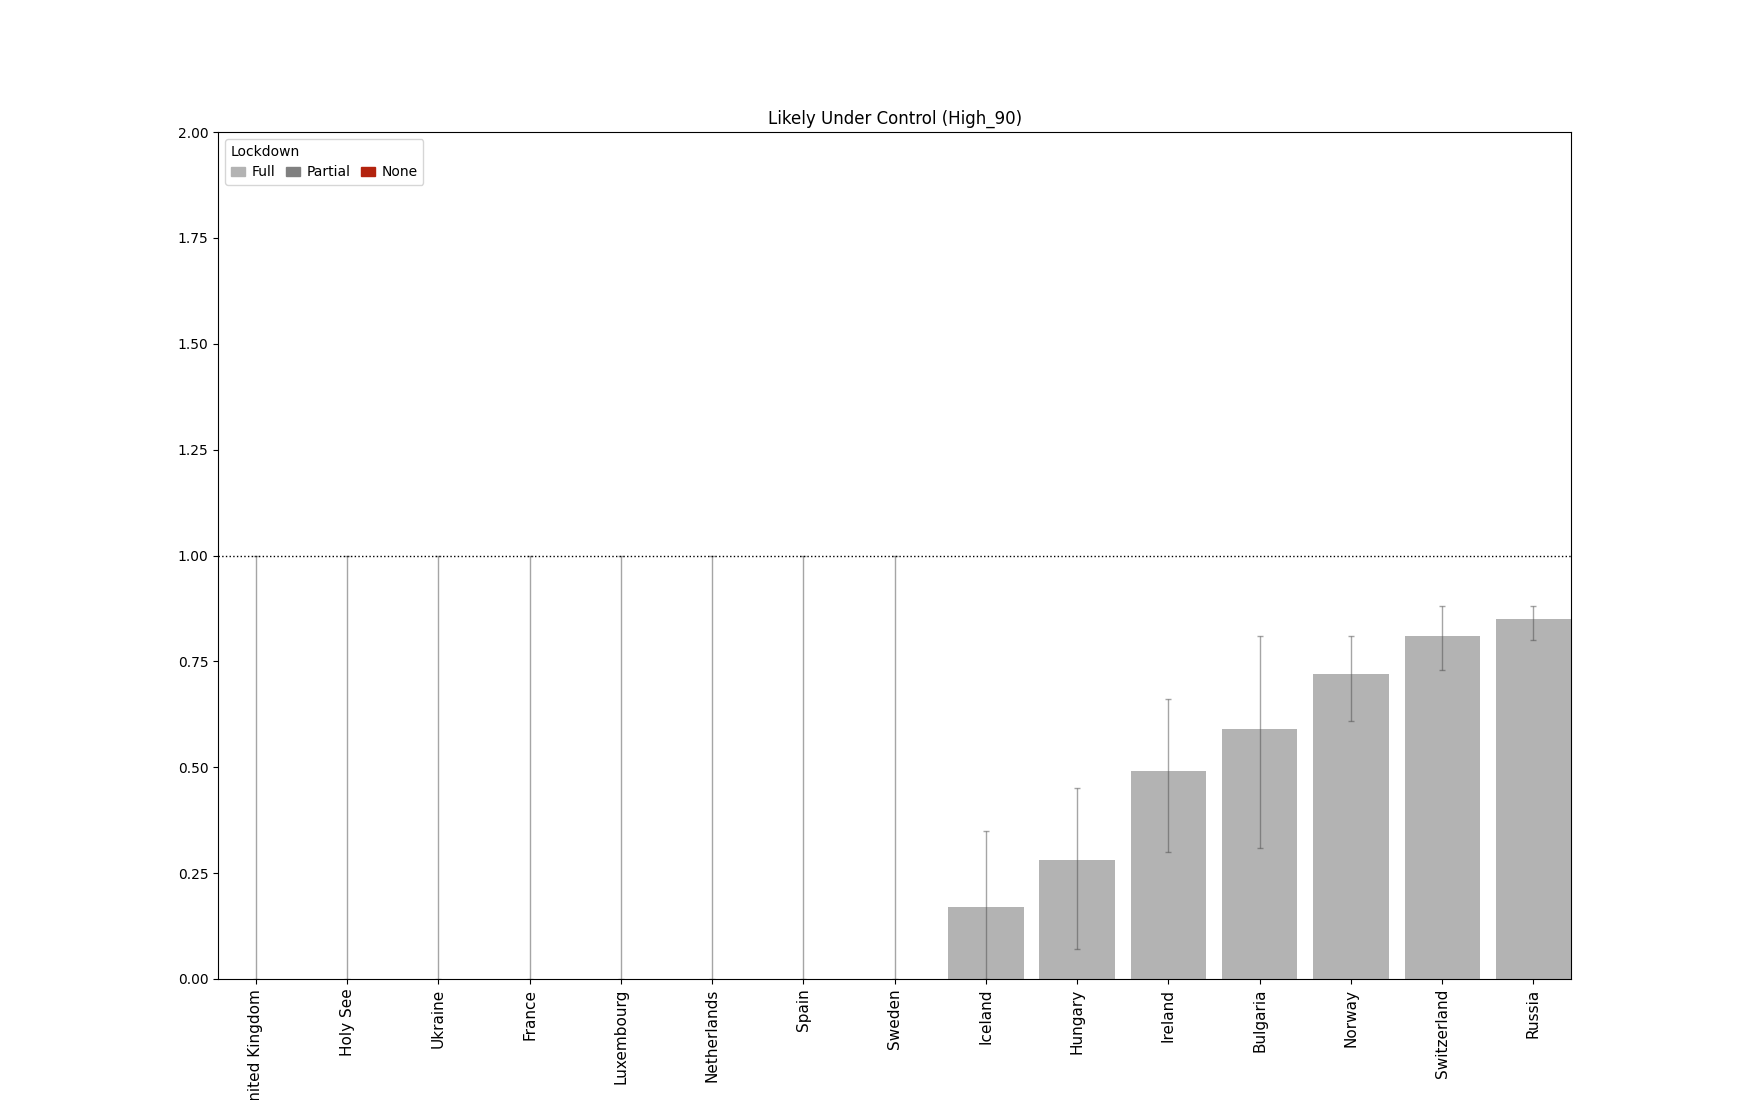 Likely Under Control (High_90)
Lockdown
Full Partial None
2.00
1.75
1.50
1.25
1.00
0.75
0.50
0.25
0.00
nited Kingdom
Holy See
Ukraine
France
Luxembourg
Netherlands
Spain
Sweden
Iceland
Hungary
Ireland
Bulgaria
Norway
Switzerland
Russia